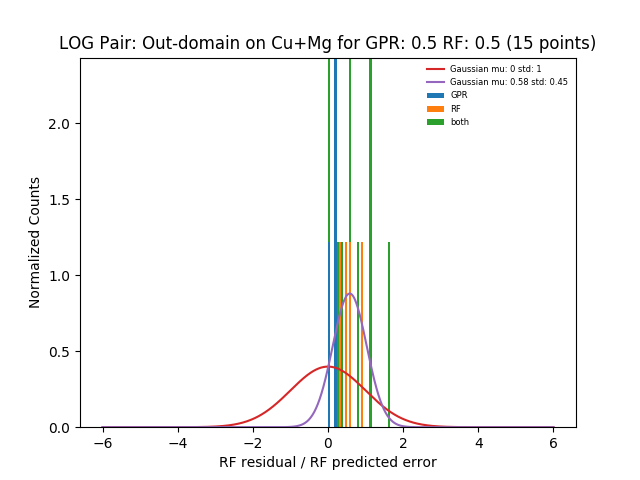 LOG Pair: Out-domain on Cu+Mg for GPR: 0.5 RF: 0.5 (15 points)
Gaussian mu: 0 std: 1
Gaussian mu: 0.58 std: 0.45
GPR
RF
both
Normalized Counts
2.0
1.5
1.0
0.5
0.0
−6 −4 −2 0 2 4 6
RF residual / RF predicted error